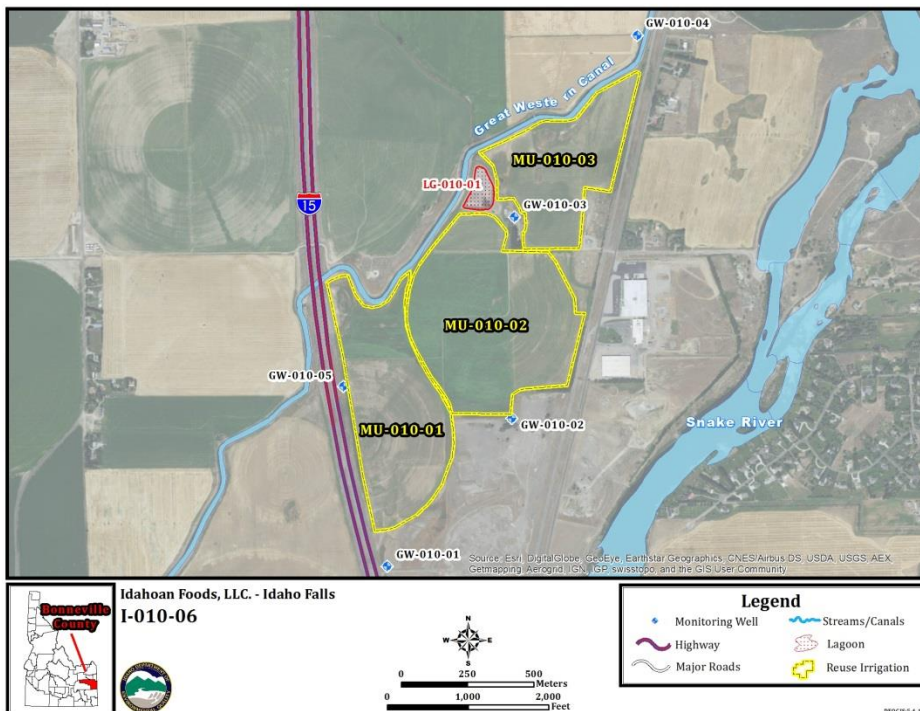 GW-010-04
Great Western Canal
MU-010-03
LG-010-01
15
GW-010-03
MU-010-02
GW-010-05
MU-010-01
GW-010-02
Snake River
GW-010-01
Source: Esri, DigitalGlobe, GeoEye, Earthstar Geographics, CNES/Airbus DS, USDA, USGS, AEX,
Getmapping, Aerogrid, IGN, IGP, swisstopo, and the GIS User Community
Bonneville
County
Idahoan Foods, LLC. - Idaho Falls
I-010-06
N
W E
S
0 250 500
Meters
0 1,000 2,000
Feet
Legend
Monitoring Well
Streams/Canals
Highway
Lagoon
Major Roads
Reuse Irrigation